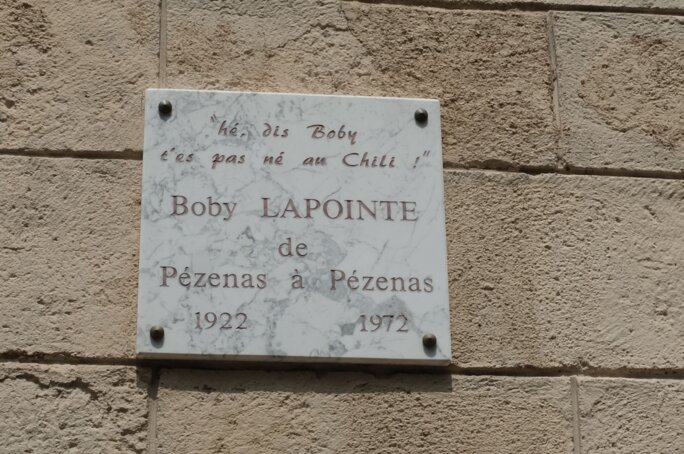 "hé, dis Boby
t'es pas né au Chili !"
Boby LAPOINTE
de
Pézenas à Pézenas
1922 1972